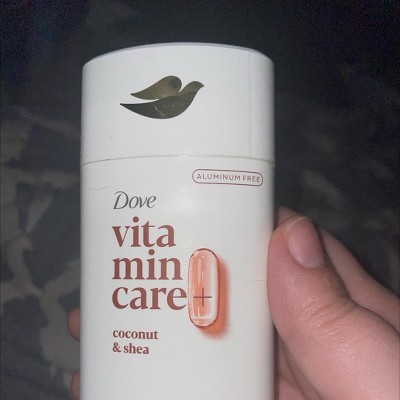 ALUMINUM FREE
Dove
vita
min
care+
coconut
& shea